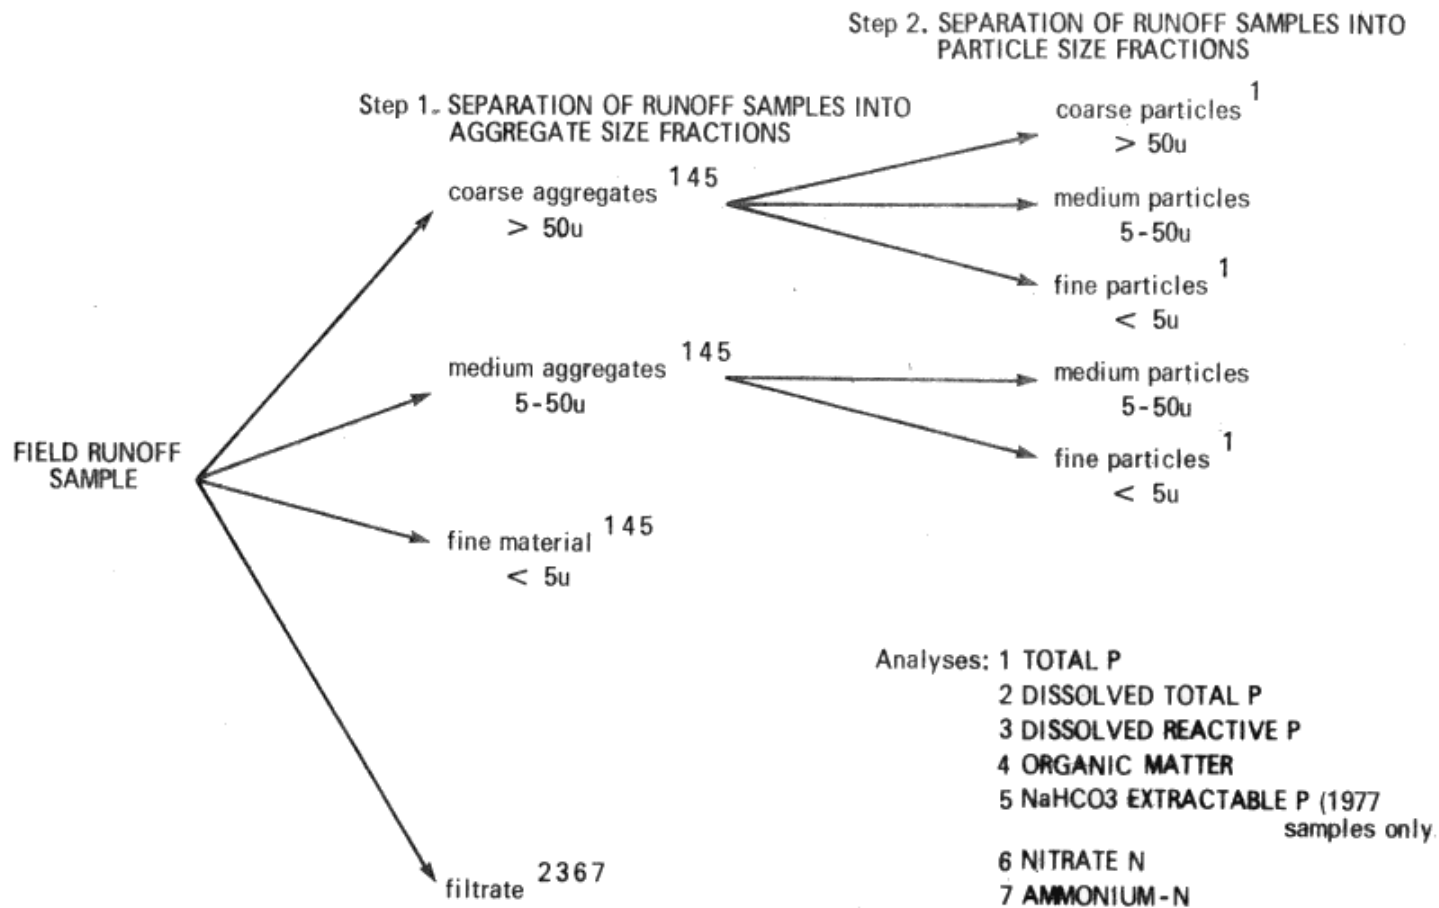 Step 2. SEPARATION OF RUNOFF SAMPLES INTO
PARTICLE SIZE FRACTIONS
Step 1. SEPARATION OF RUNOFF SAMPLES INTO
AGGREGATE SIZE FRACTIONS
coarse aggregates 145
> 50u
coarse particles 1
> 50u
medium particles
5-50u
fine particles 1
< 5u
medium aggregates 145
5-50u
medium particles
5-50u
fine particles 1
< 5u
FIELD RUNOFF
SAMPLE
fine material 145
< 5u
filtrate 2367
Analyses: 1 TOTAL P
2 DISSOLVED TOTAL P
3 DISSOLVED REACTIVE P
4 ORGANIC MATTER
5 NaHCO3 EXTRACTABLE P (1977
samples only
6 NITRATE N
7 AMMONIUM-N